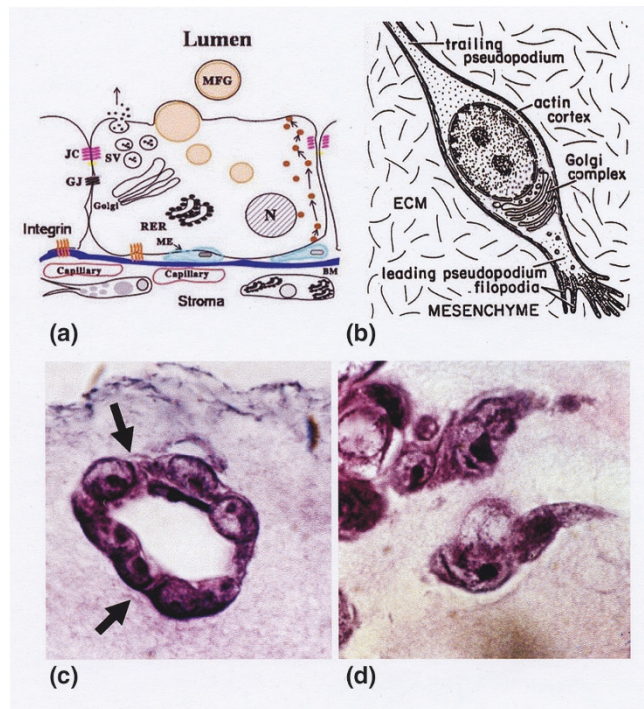 Lumen
MFG
JC
SV
GJ
Golgi
RER
N
Integrin
ME
Capillary
Capillary
BM
Stroma
(a)
trailing
pseudopodium
actin
cortex
Golgi
complex
ECM
leading pseudopodium
filopodia
MESENCHYME
(b)
(c)
(d)